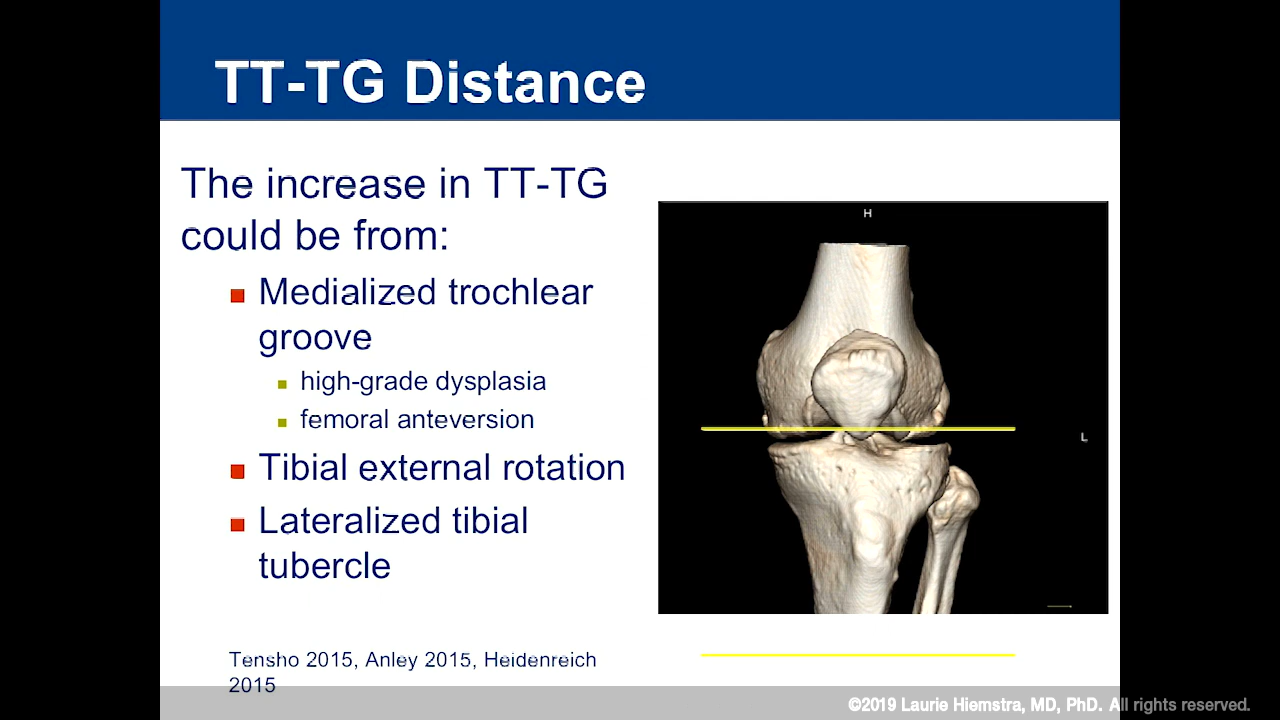 TT-TG Distance
The increase in TT-TG
could be from:
Medialized trochlear
groove
high-grade dysplasia
femoral anteversion
Tibial external rotation
Lateralized tibial
tubercle
Tensho 2015, Anley 2015, Heidenreich
2015
H
L
©2019 Laurie Hiemstra, MD, PhD. All rights reserved.